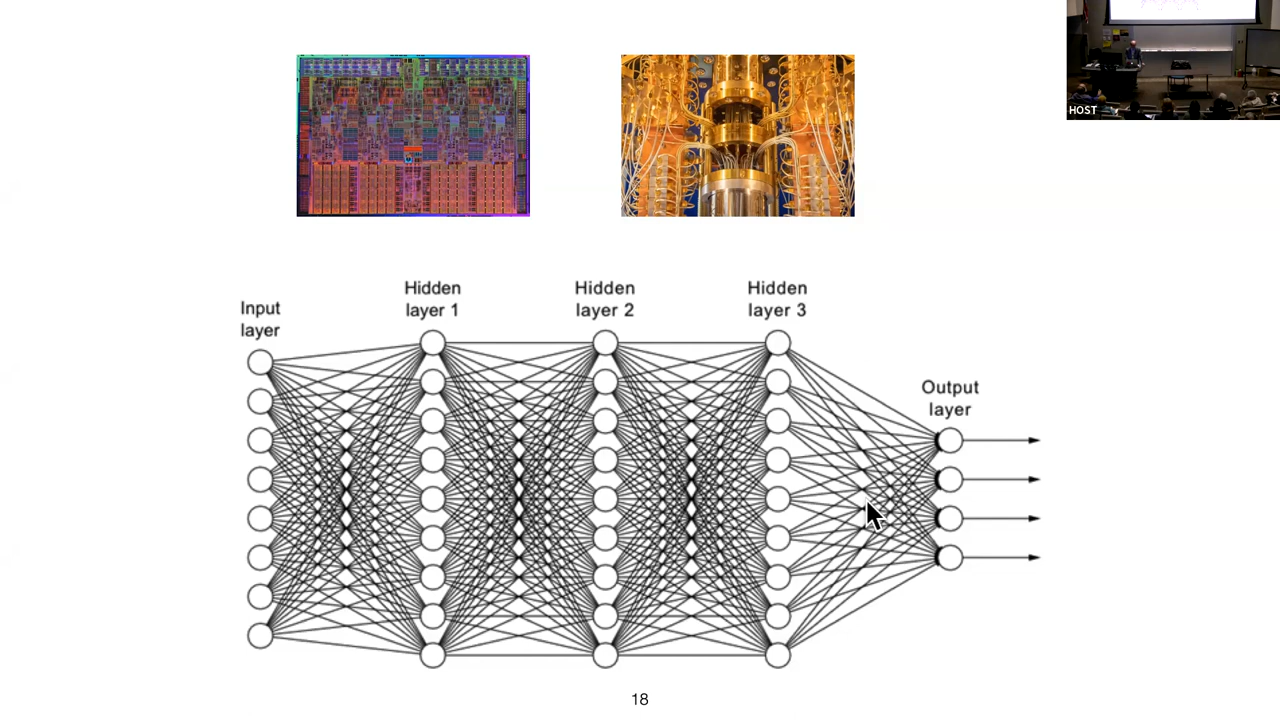 HOST
Input
layer
Hidden
layer 1
Hidden
layer 2
Hidden
layer 3
Output
layer
18